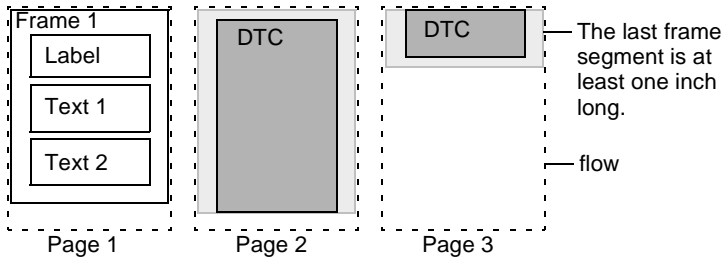 Frame 1
Label
Text 1
Text 2
Page 1
DTC
Page 2
DTC
Page 3
The last frame
segment is at
least one inch
long.
flow